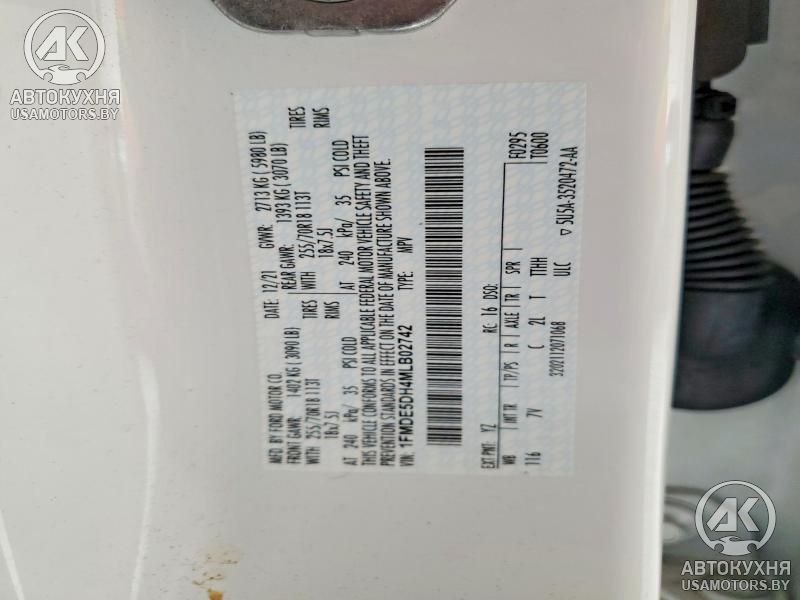 AK
АВТОКУХНЯ
USAMOTORS.BY
MFD. BY FORD MOTOR CO.
DATE: 12/21 GVWR: 2713 KG ( 5980 LB)
FRONT GAWR: 1402 KG ( 3090 LB) REAR GAWR: 1393 KG ( 3070 LB)
WITH 255/70R18 113T TIRES WITH 255/70R18 113T TIRES
18x7.5J RIMS 18x7.5J RIMS
AT 240 kPa/ 35 PSI COLD AT 240 kPa/ 35 PSI COLD
THIS VEHICLE CONFORMS TO ALL APPLICABLE FEDERAL MOTOR VEHICLE SAFETY AND THEFT
PREVENTION STANDARDS IN EFFECT ON THE DATE OF MANUFACTURE SHOWN ABOVE.
VIN: 1FMDE5DH4MLB02742 TYPE: MPV
F0295
EXT PNT: YZ RC: 16 DSO: T0600
WB INT TR TP/PS R AXLE TR SPR
116 7V C 2L T TTHH
3202112071068 ULC ▽ 5U5A-3520472-AA
AK
АВТОКУХНЯ
USAMOTORS.BY